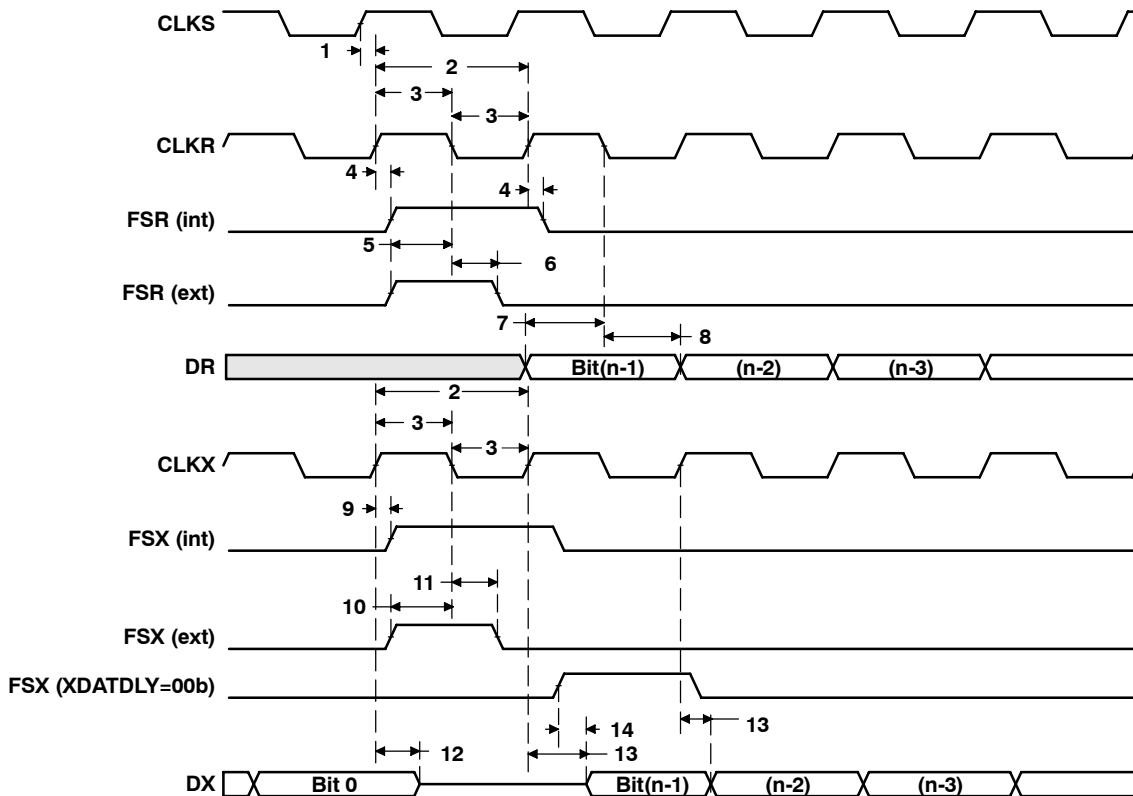 CLKS
1
2
3
3
CLKR
4
4
FSR (int)
5
6
FSR (ext)
7
8
DR Bit(n-1) (n-2) (n-3)
2
3
3
CLKX
9
FSX (int)
11
10
FSX (ext)
FSX (XDATDLY=00b)
14
13
12
13
DX Bit 0 Bit(n-1) (n-2) (n-3)